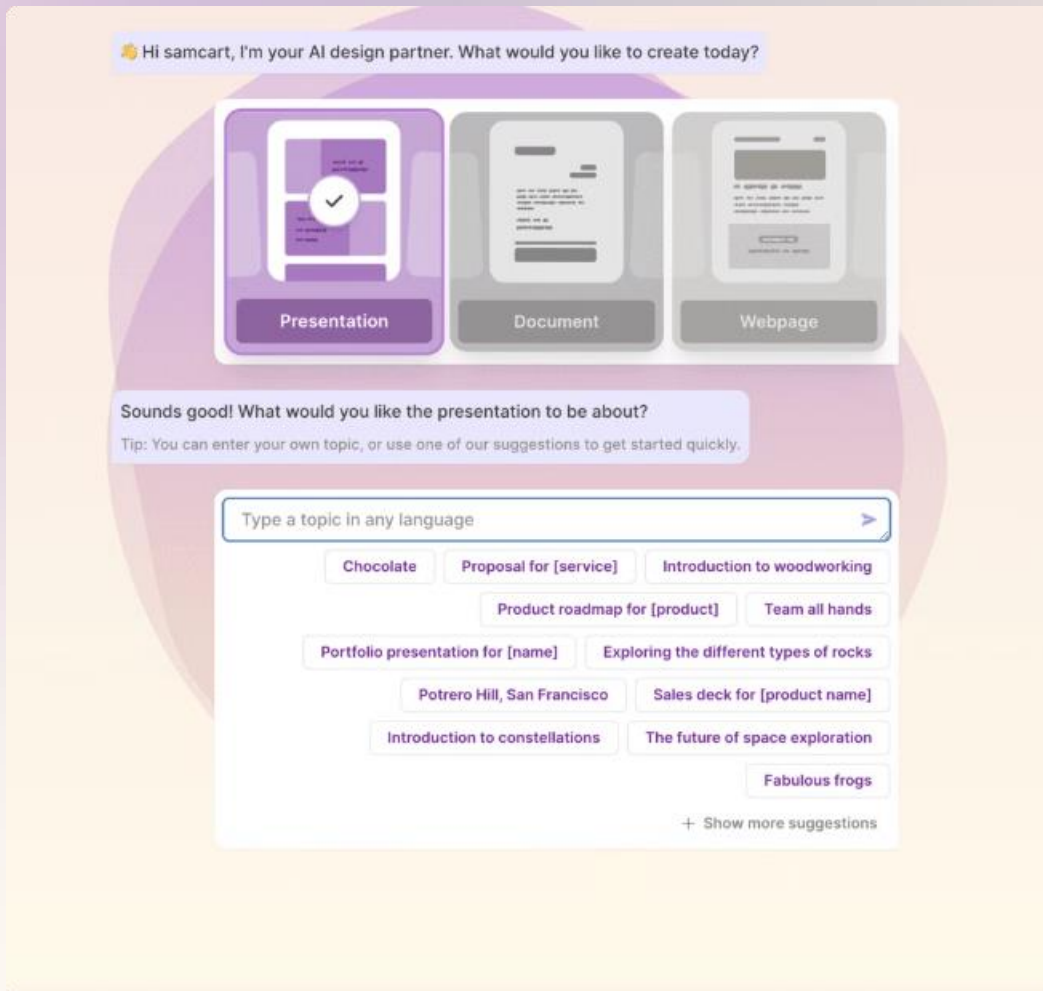 👋 Hi samcart, I'm your AI design partner. What would you like to create today?
Presentation
Document
Webpage
Sounds good! What would you like the presentation to be about?
Tip: You can enter your own topic, or use one of our suggestions to get started quickly.
Type a topic in any language
Chocolate
Proposal for [service]
Introduction to woodworking
Product roadmap for [product]
Team all hands
Portfolio presentation for [name]
Exploring the different types of rocks
Potrero Hill, San Francisco
Sales deck for [product name]
Introduction to constellations
The future of space exploration
Fabulous frogs
+ Show more suggestions